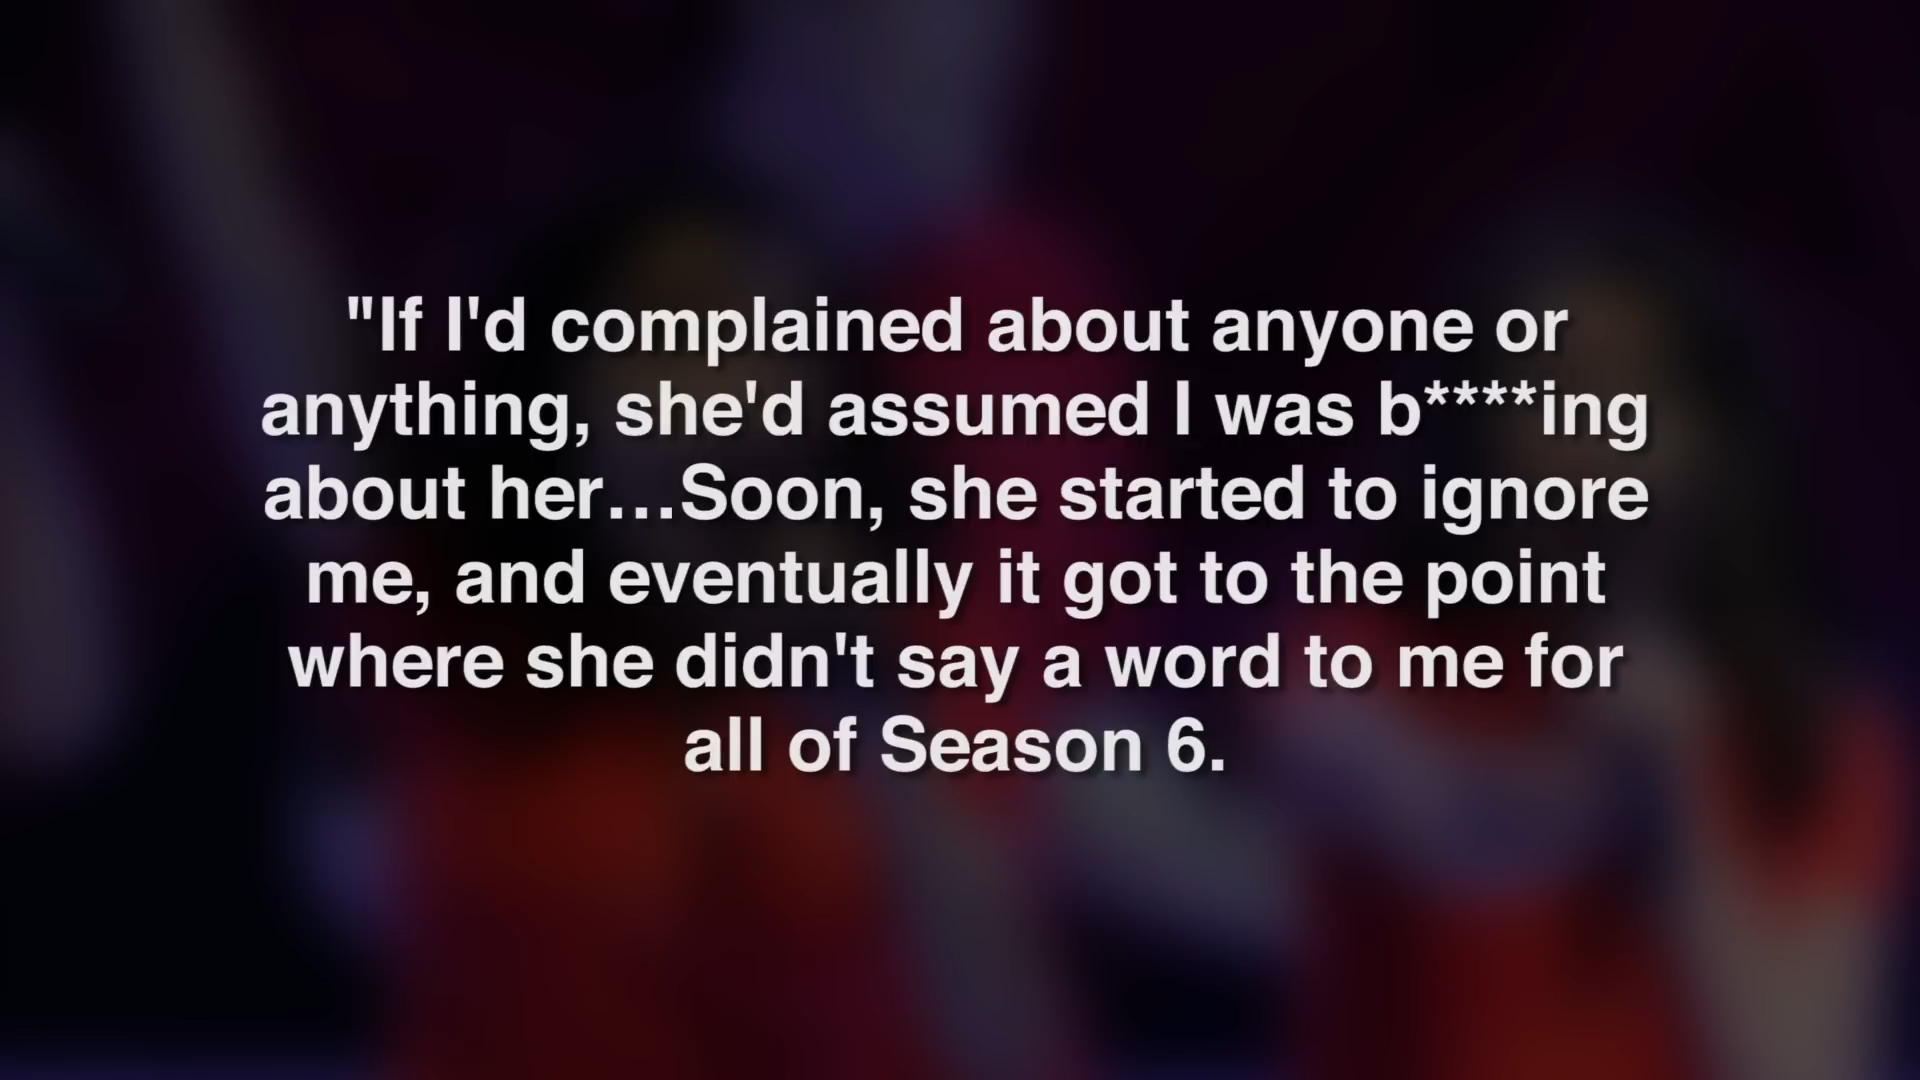 "If I'd complained about anyone or
anything, she'd assumed I was b****ing
about her...Soon, she started to ignore
me, and eventually it got to the point
where she didn't say a word to me for
all of Season 6.